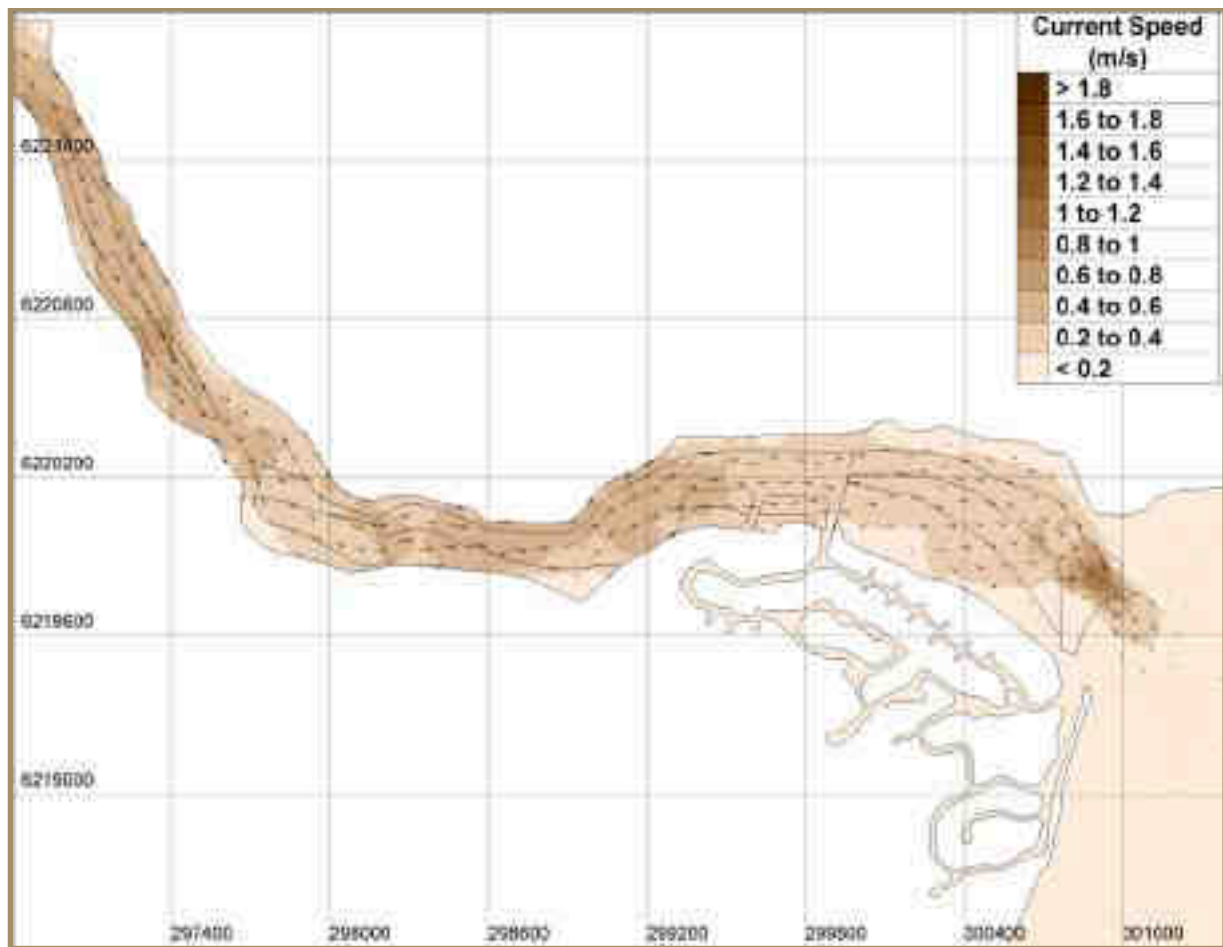 Current Speed
(m/s)
> 1.8
1.6 to 1.8
6221400
1.4 to 1.6
1.2 to 1.4
1 to 1.2
0.8 to 1
0.6 to 0.8
6220800
0.4 to 0.6
0.2 to 0.4
< 0.2
6220200
6219600
6219000
297400 298000 298600 299200 299800 300400 301000